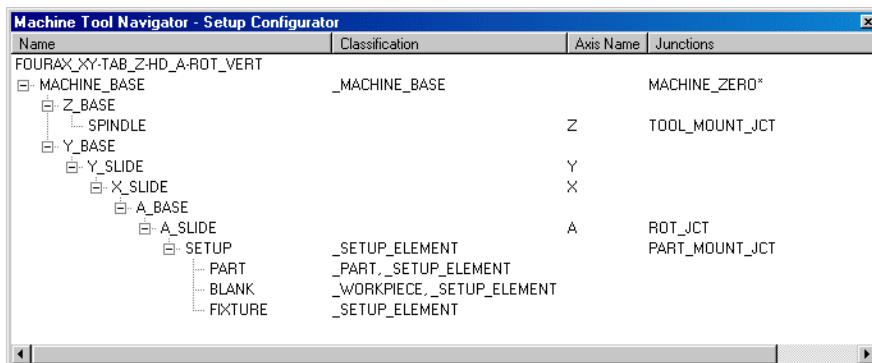 Machine Tool Navigator - Setup Configurator
Name Classification Axis Name Junctions
FOURAX_XY-TAB_Z-HD_A-ROT_VERT
MACHINE_BASE _MACHINE_BASE MACHINE_ZERO*
Z_BASE
SPINDLE Z TOOL_MOUNT_JCT
Y_BASE
Y_SLIDE Y
X_SLIDE X
A_BASE
A_SLIDE A ROT_JCT
SETUP _SETUP_ELEMENT PART_MOUNT_JCT
PART _PART, _SETUP_ELEMENT
BLANK _WORKPIECE, _SETUP_ELEMENT
FIXTURE _SETUP_ELEMENT